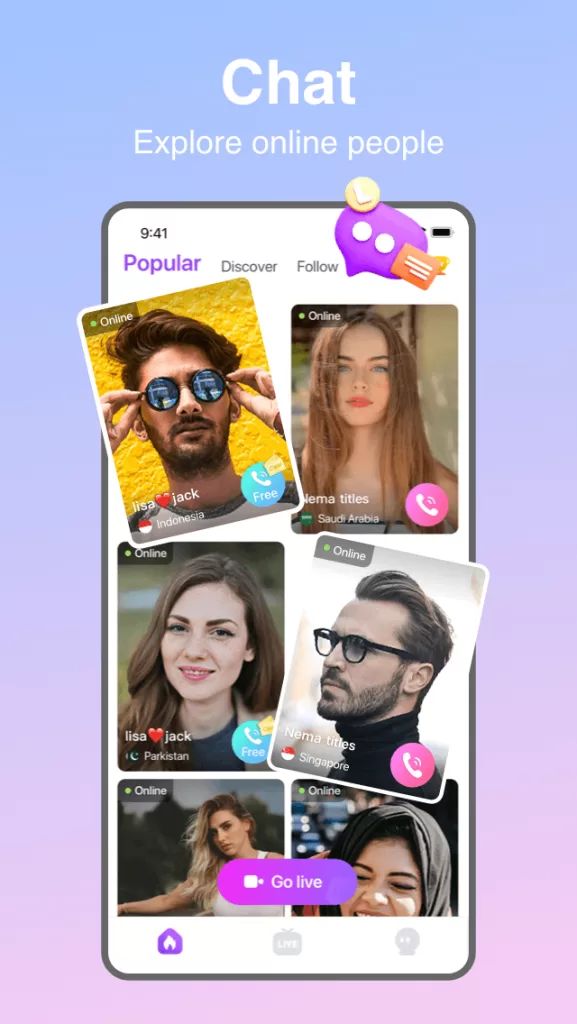 Chat
Explore online people
9:41
Popular Discover Follow
Online
Online
lisa❤️jack
Indonesia
Free
Nema titles
Saudi Arabia
Online
Online
lisa❤️jack
Parkistan
Free
Nema titles
Singapore
Online
Online
Go live
LIVE